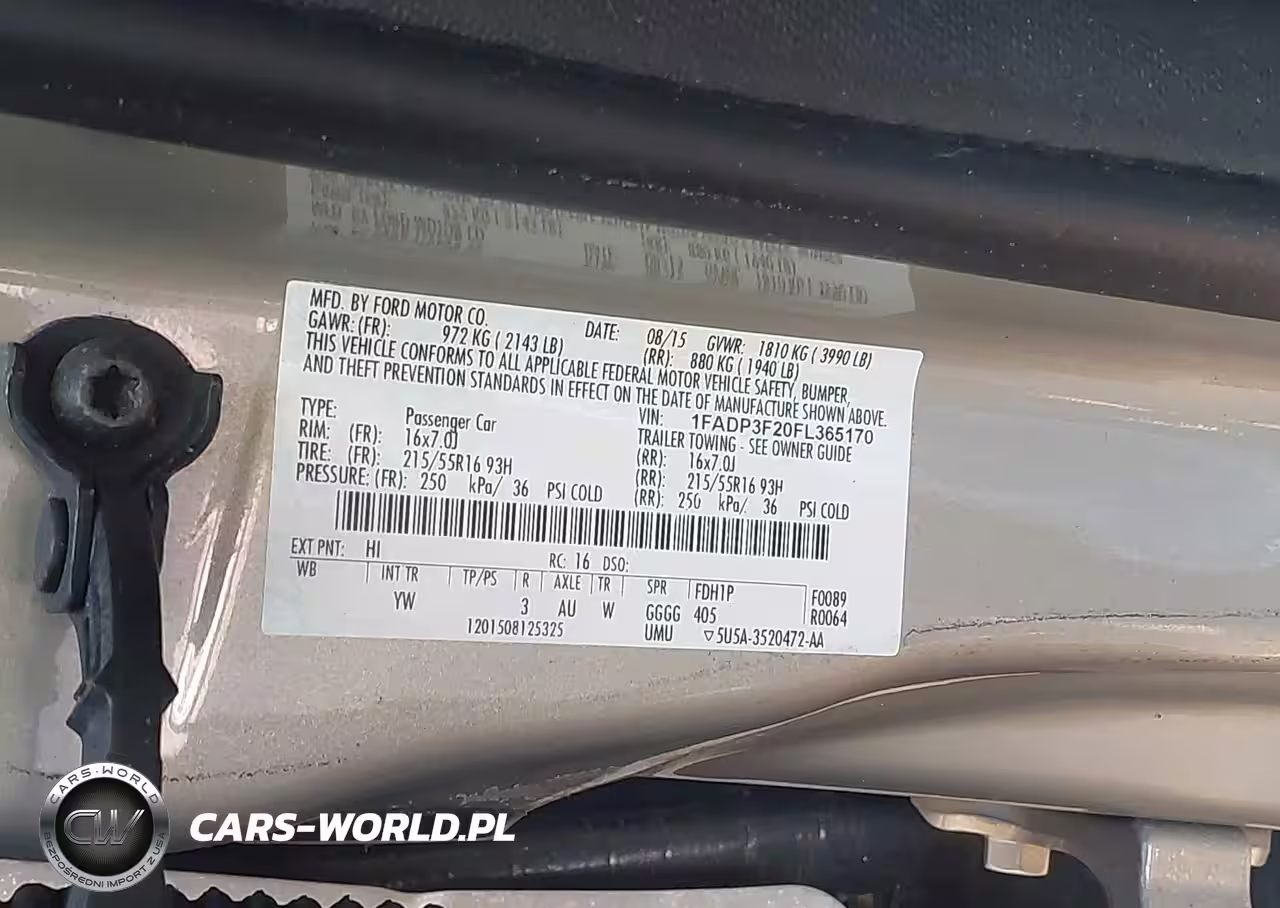 MFD. BY FORD MOTOR CO. DATE: 08/15 GVWR: 1810 KG ( 3990 LB)
GAWR: (FR): 972 KG ( 2143 LB) (RR): 880 KG ( 1940 LB)
THIS VEHICLE CONFORMS TO ALL APPLICABLE FEDERAL MOTOR VEHICLE SAFETY, BUMPER,
AND THEFT PREVENTION STANDARDS IN EFFECT ON THE DATE OF MANUFACTURE SHOWN ABOVE.
VIN: 1FADP3F20FL365170
TYPE: Passenger Car TRAILER TOWING - SEE OWNER GUIDE
RIM: (FR): 16x7.0J (RR): 16x7.0J
TIRE: (FR): 215/55R16 93H (RR): 215/55R16 93H
PRESSURE: (FR): 250 kPa/ 36 PSI COLD (RR): 250 kPa/ 36 PSI COLD
EXT PNT: HI RC: 16 DSO:
WB INT TR TP/PS R AXLE TR SPR FDH1P F0089
YW 3 AU W GGGG 405 R0064
1201508125325 UMU ▽5U5A-3520472-AA
CARS-WORLD
CW
BEZPOŚREDNI IMPORT Z USA
CARS-WORLD.PL